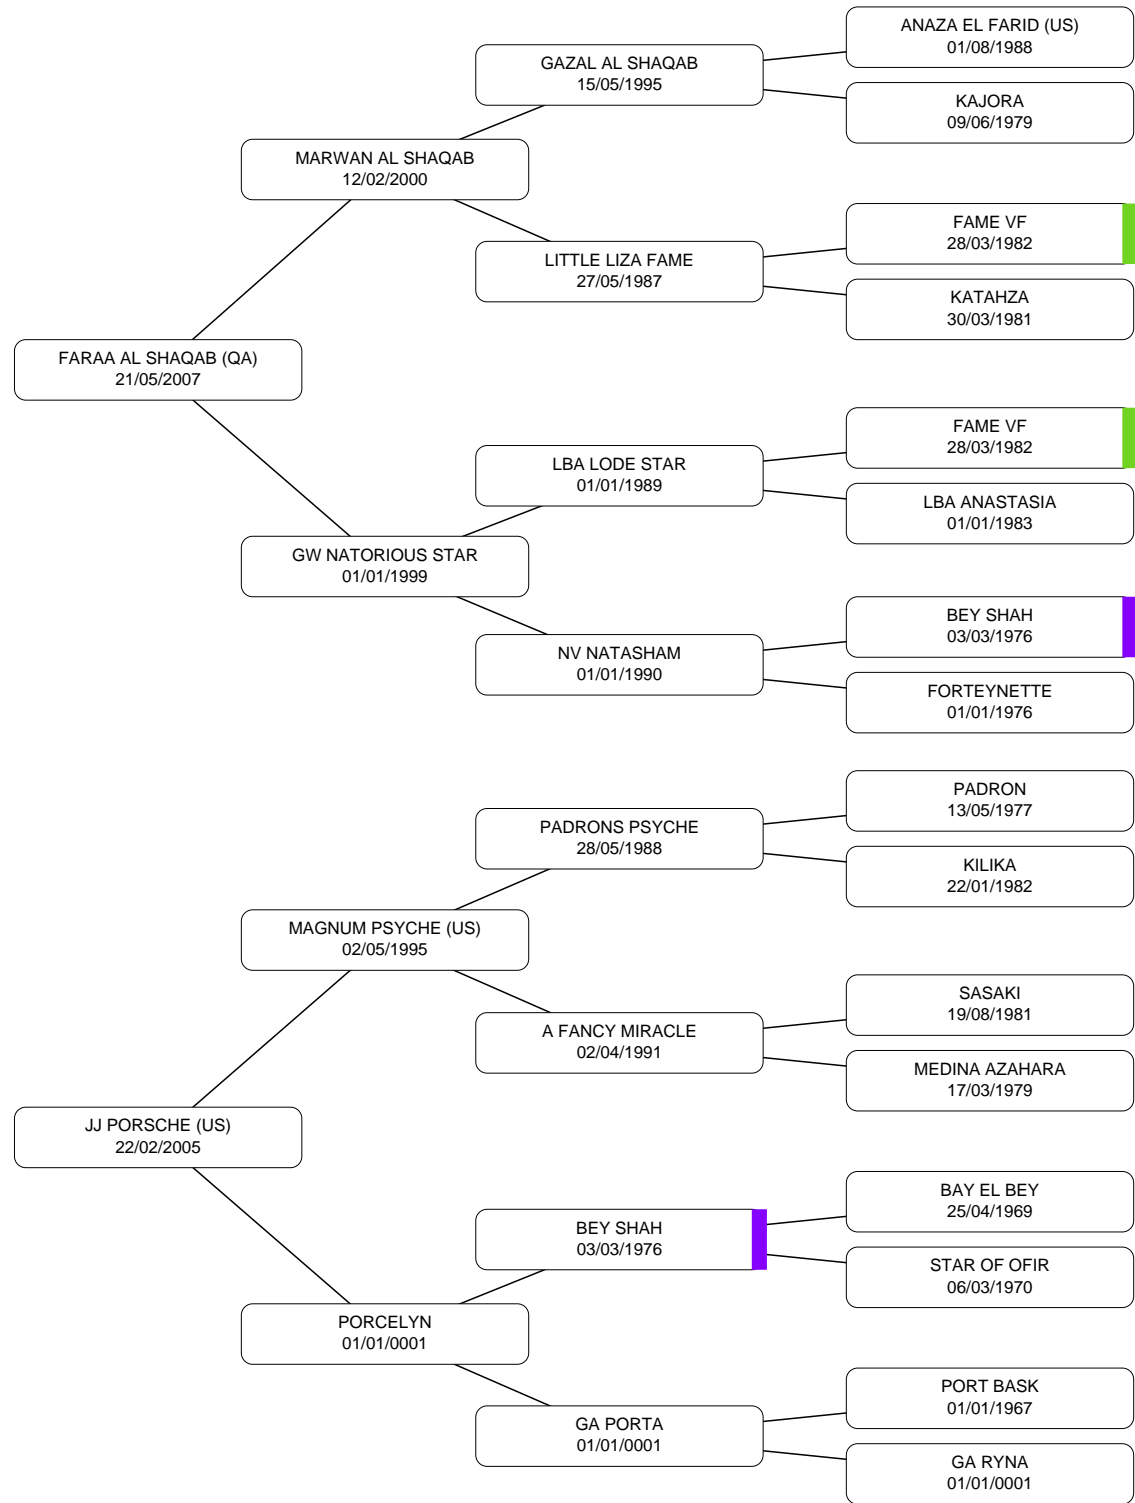 ANAZA EL FARID (US)
01/08/1988
GAZAL AL SHAQAB
15/05/1995
KAJORA
09/06/1979
MARWAN AL SHAQAB
12/02/2000
FAME VF
28/03/1982
LITTLE LIZA FAME
27/05/1987
KATAHZA
30/03/1981
FARAA AL SHAQAB (QA)
21/05/2007
FAME VF
28/03/1982
LBA LODE STAR
01/01/1989
LBA ANASTASIA
01/01/1983
GW NATORIOUS STAR
01/01/1999
BEY SHAH
03/03/1976
NV NATASHAM
01/01/1990
FORTEYNETTE
01/01/1976
PADRON
13/05/1977
PADRONS PSYCHE
28/05/1988
KILIKA
22/01/1982
MAGNUM PSYCHE (US)
02/05/1995
SASAKI
19/08/1981
A FANCY MIRACLE
02/04/1991
MEDINA AZAHARA
17/03/1979
JJ PORSCHE (US)
22/02/2005
BAY EL BEY
25/04/1969
BEY SHAH
03/03/1976
STAR OF OFIR
06/03/1970
PORCELYN
01/01/0001
PORT BASK
01/01/1967
GA PORTA
01/01/0001
GA RYNA
01/01/0001